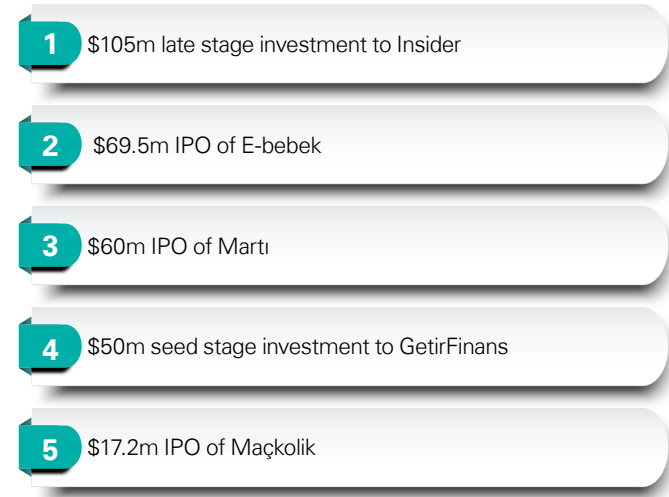 1 $105m late stage investment to Insider
2 $69.5m IPO of E-bebek
3 $60m IPO of Martı
4 $50m seed stage investment to GetirFinans
5 $17.2m IPO of Maçkolik